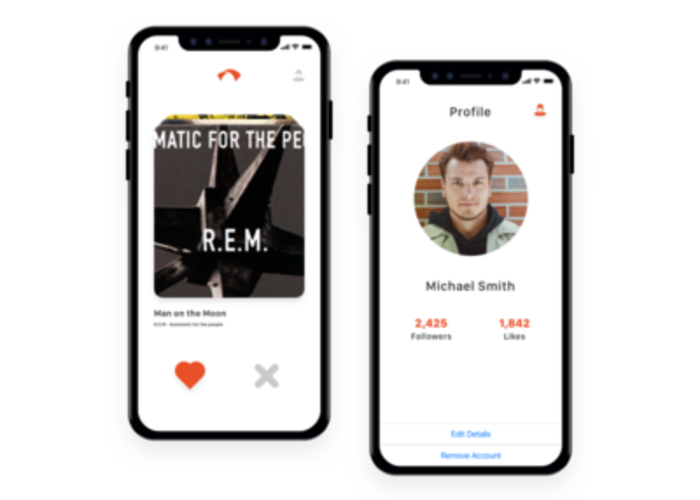 9:41
MATIC FOR THE PE
R.E.M.
Man on the Moon
R.E.M - Automatic for the people
9:41
Profile
Michael Smith
2,425 1,842
Followers Likes
Edit Details
Remove Account